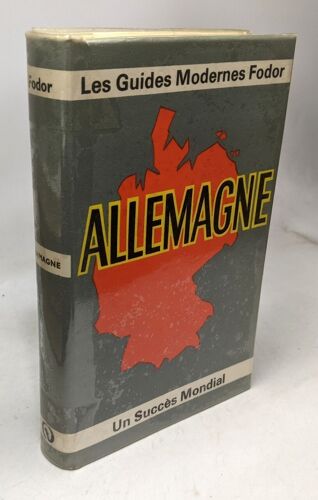 Les Guides Modernes Fodor
ALLEMAGNE
Un Succès Mondial
Fodor
MAGNE